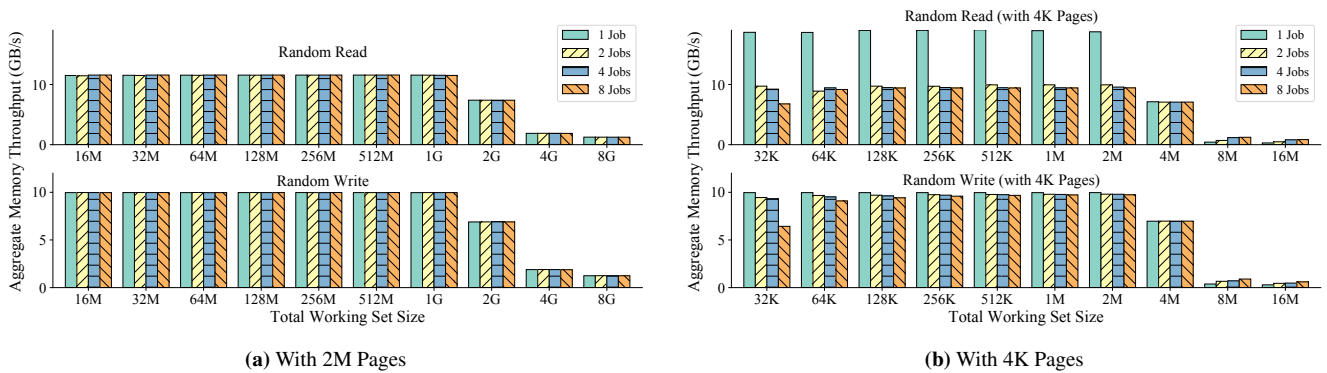 Aggregate Memory Throughput (GB/s)
Random Read
1 Job
2 Jobs
4 Jobs
8 Jobs
10
0
16M 32M 64M 128M 256M 512M 1G 2G 4G 8G
Random Write
10
5
0
16M 32M 64M 128M 256M 512M 1G 2G 4G 8G
Total Working Set Size
(a) With 2M Pages
Aggregate Memory Throughput (GB/s)
Random Read (with 4K Pages)
1 Job
2 Jobs
4 Jobs
8 Jobs
10
0
32K 64K 128K 256K 512K 1M 2M 4M 8M 16M
Random Write (with 4K Pages)
10
5
0
32K 64K 128K 256K 512K 1M 2M 4M 8M 16M
Total Working Set Size
(b) With 4K Pages